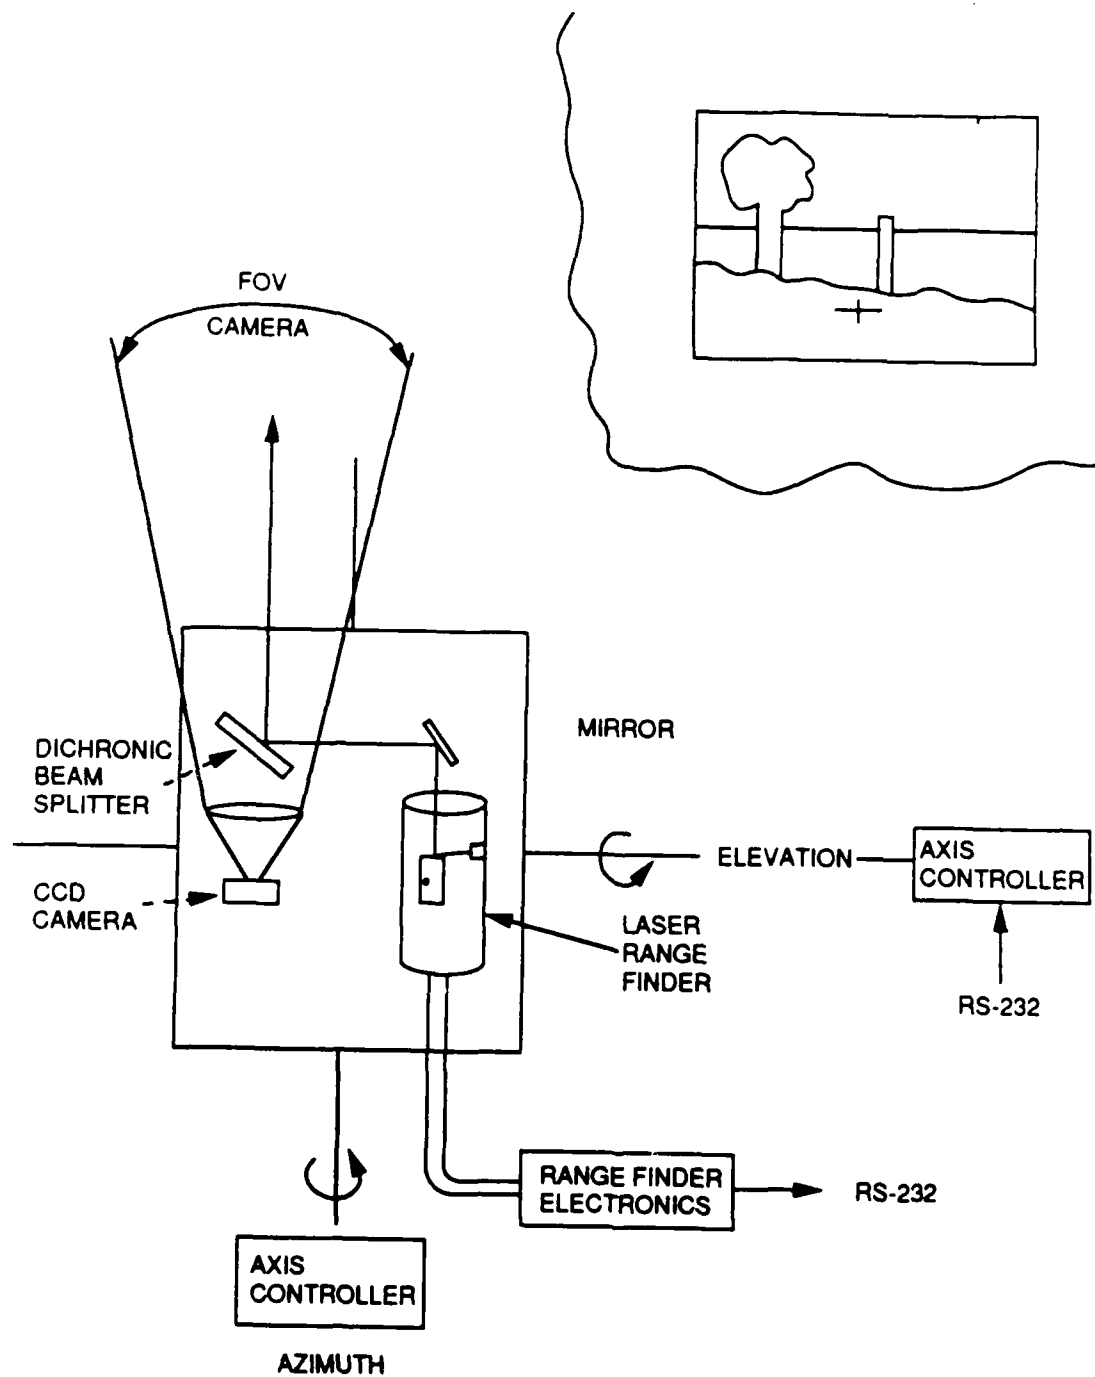 FOV
CAMERA
MIRROR
DICHRONIC
BEAM
SPLITTER
ELEVATION
AXIS
CONTROLLER
CCD
CAMERA
LASER
RANGE
FINDER
RS-232
RANGE FINDER
ELECTRONICS
RS-232
AXIS
CONTROLLER
AZIMUTH